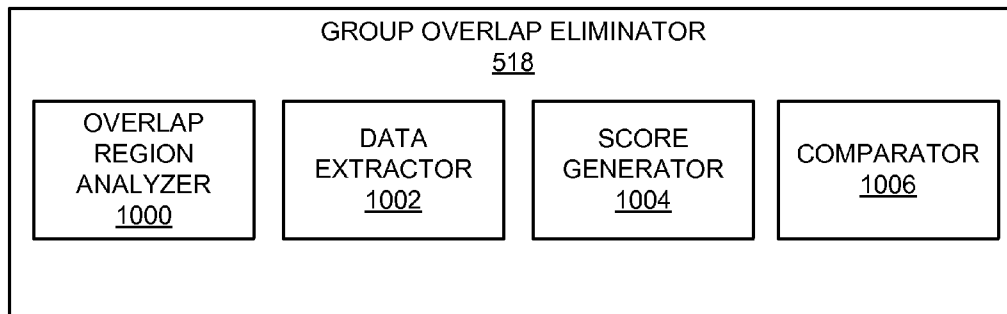 GROUP OVERLAP ELIMINATOR
518
OVERLAP
REGION
ANALYZER
1000
DATA
EXTRACTOR
1002
SCORE
GENERATOR
1004
COMPARATOR
1006